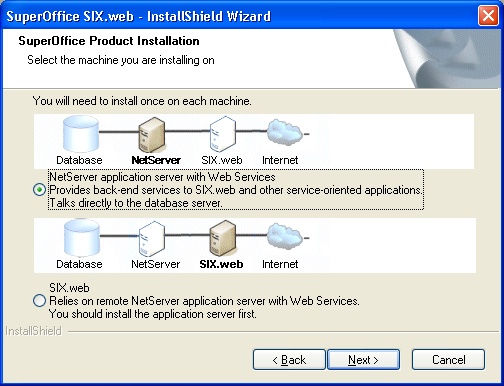 SuperOffice SIX.web - InstallShield Wizard
SuperOffice Product Installation
Select the machine you are installing on
You will need to install once on each machine.
Database NetServer SIX.web Internet
NetServer application server with Web Services
Provides back-end services to SIX.web and other service-oriented applications.
Talks directly to the database server.
Database NetServer SIX.web Internet
SIX.web
Relies on remote NetServer application server with Web Services.
You should install the application server first.
InstallShield
< Back Next > Cancel